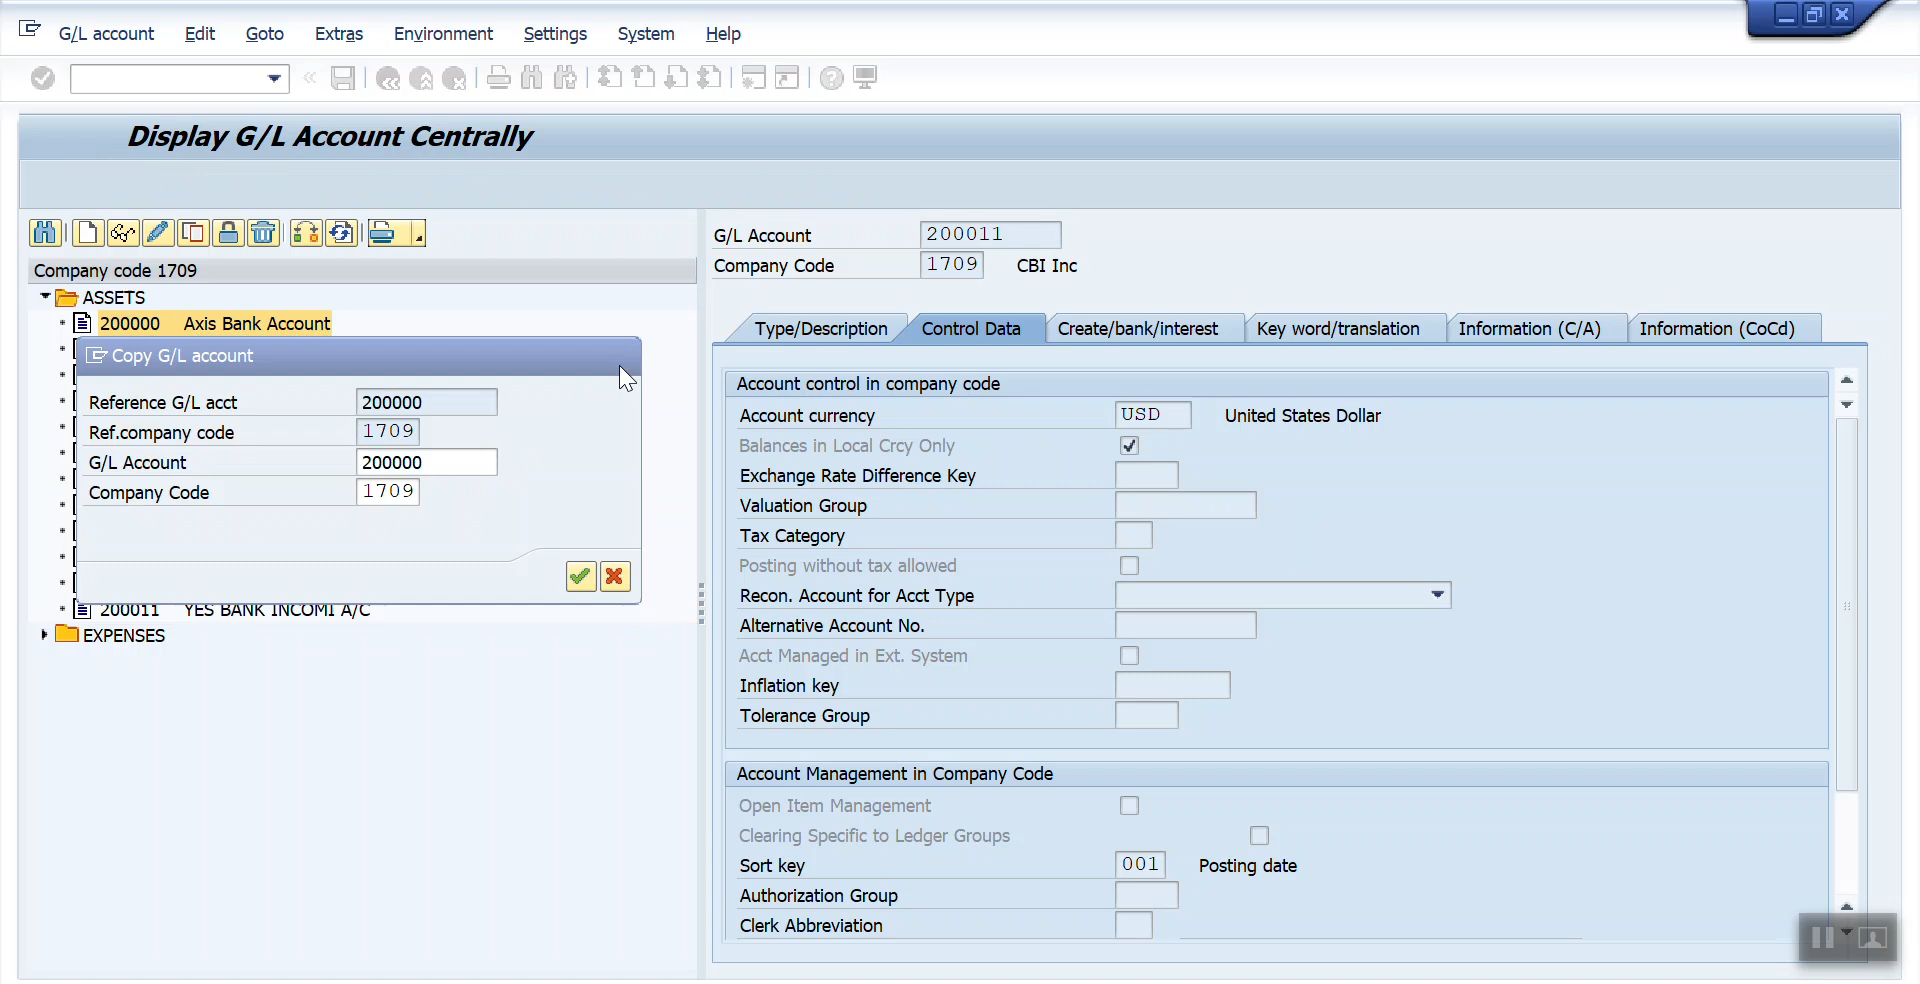 G/L account Edit Goto Extras Environment Settings System Help
Display G/L Account Centrally
Company code 1709
ASSETS
200000 Axis Bank Account
Copy G/L account
Reference G/L acct 200000
Ref.company code 1709
G/L Account 200000
Company Code 1709
200011 YES BANK INCOMI A/C
EXPENSES
G/L Account 200011
Company Code 1709 CBI Inc
Type/Description Control Data Create/bank/interest Key word/translation Information (C/A) Information (CoCd)
Account control in company code
Account currency USD United States Dollar
Balances in Local Crcy Only
Exchange Rate Difference Key
Valuation Group
Tax Category
Posting without tax allowed
Recon. Account for Acct Type
Alternative Account No.
Acct Managed in Ext. System
Inflation key
Tolerance Group
Account Management in Company Code
Open Item Management
Clearing Specific to Ledger Groups
Sort key 001 Posting date
Authorization Group
Clerk Abbreviation